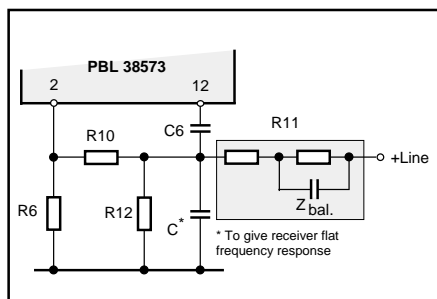 PBL 38573
2
12
C6
R11
R10
+Line
R6
R12
C*
Z bal.
* To give receiver flat
frequency response